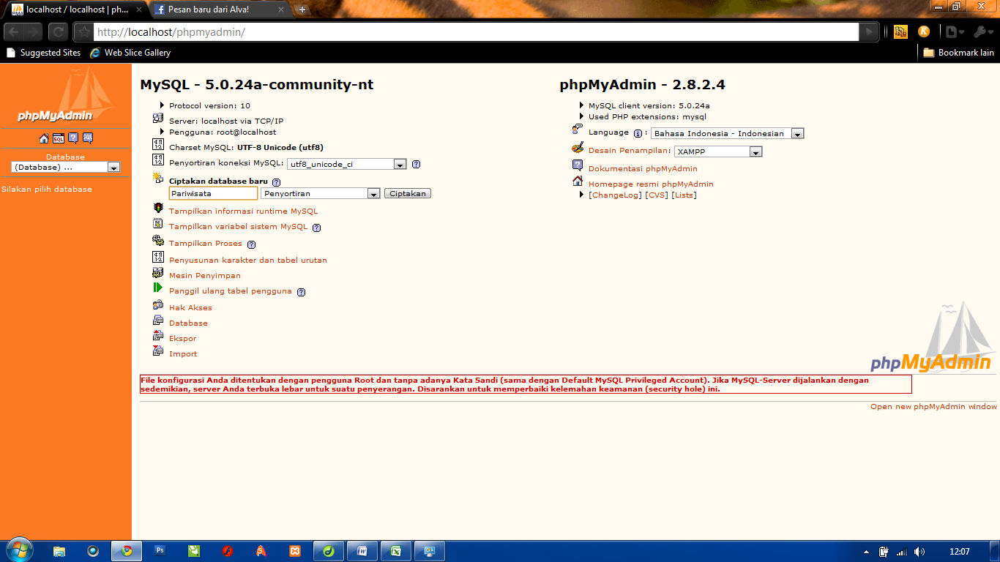 localhost / localhost | ph...
Pesan baru dari Alva!
http://localhost/phpmyadmin/
Suggested Sites
Web Slice Gallery
Bookmark lain
phpMyAdmin
SQL
SQL
Database
(Database) ...
Silakan pilih database
MySQL - 5.0.24a-community-nt
Protocol version: 10
Server: localhost via TCP/IP
Pengguna: root@localhost
Charset MySQL: UTF-8 Unicode (utf8)
Penyortiran koneksi MySQL: utf8_unicode_ci
Ciptakan database baru
Pariwisata Penyortiran Ciptakan
Tampilkan informasi runtime MySQL
Tampilkan variabel sistem MySQL
Tampilkan Proses
Penyusunan karakter dan tabel urutan
Mesin Penyimpan
Panggil ulang tabel pengguna
Hak Akses
Database
Ekspor
Import
phpMyAdmin - 2.8.2.4
MySQL client version: 5.0.24a
Used PHP extensions: mysql
Language : Bahasa Indonesia - Indonesian
Desain Penampilan: XAMPP
Dokumentasi phpMyAdmin
Homepage resmi phpMyAdmin
[ChangeLog] [CVS] [Lists]
phpMyAdmin
File konfigurasi Anda ditentukan dengan pengguna Root dan tanpa adanya Kata Sandi (sama dengan Default MySQL Privileged Account). Jika MySQL-Server dijalankan dengan
sedemikian, server Anda terbuka lebar untuk suatu penyerangan. Disarankan untuk memperbaiki kelemahan keamanan (security hole) ini.
Open new phpMyAdmin window
Ps
12:07